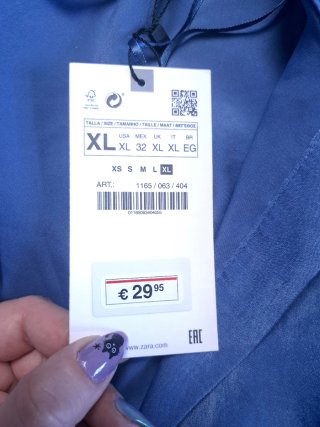 FSC
TALLA / SIZE / TAMANHO / TAILLE / MAAT /
XL
USA MEX UK IT BR
XL 32 XL XL EG
XS S M L XL
ART.: 1165 / 063 / 404
€ 29 95
www.zara.com
EAC